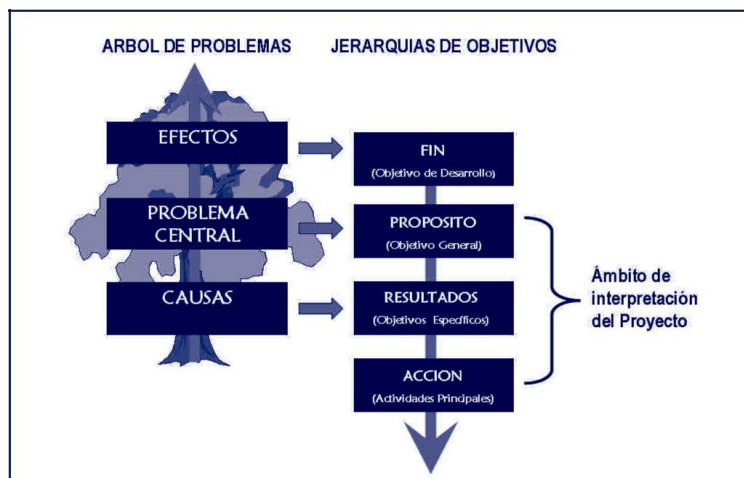 ARBOL DE PROBLEMAS
JERARQUIAS DE OBJETIVOS
EFECTOS
FIN
(Objetivo de Desarrollo)
PROBLEMA
CENTRAL
PROPOSITO
(Objetivo General)
CAUSAS
RESULTADOS
(Objetivos Específicos)
ACCION
(Actividades Principales)
Ámbito de
interpretación
del Proyecto